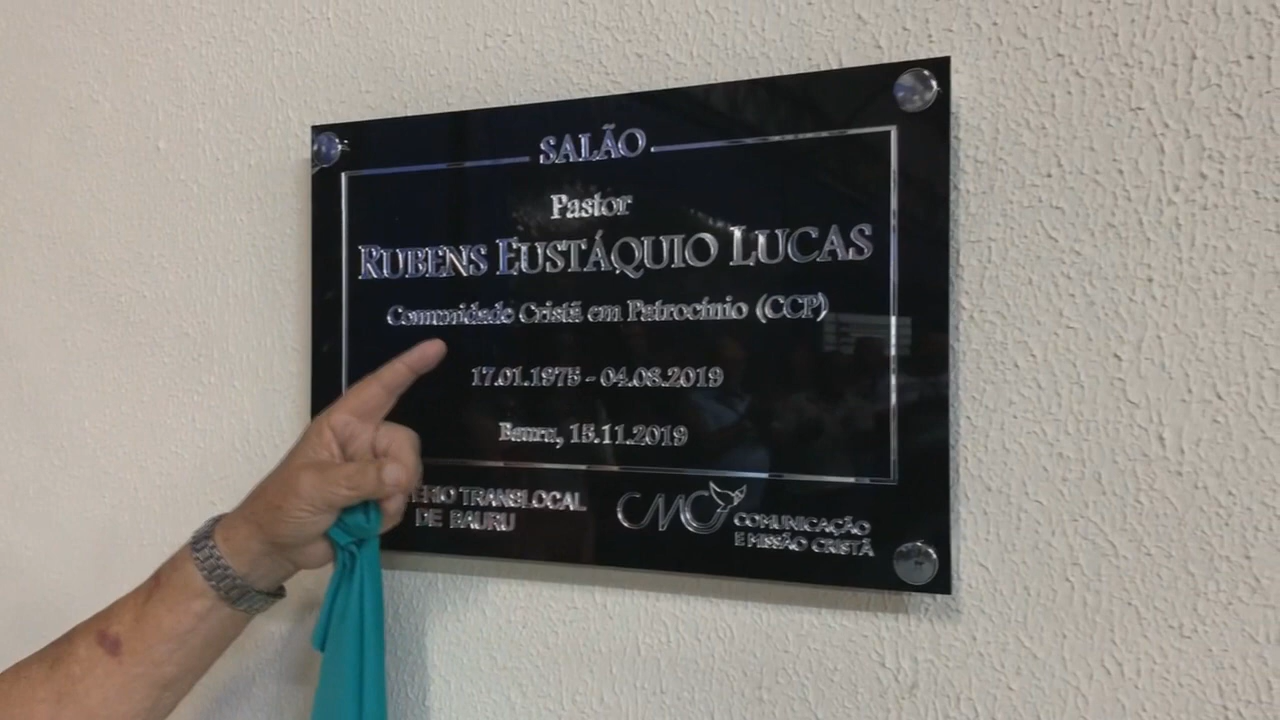 SALÃO
Pastor
RUBENS EUSTÁQUIO LUCAS
Comunidade Cristã em Patrocínio (CCP)
17.01.1975 - 04.08.2019
Bauru, 15.11.2019
TRANSLOCAL
DE BAURU
CMC
COMUNICAÇÃO
E MISSÃO CRISTÃ